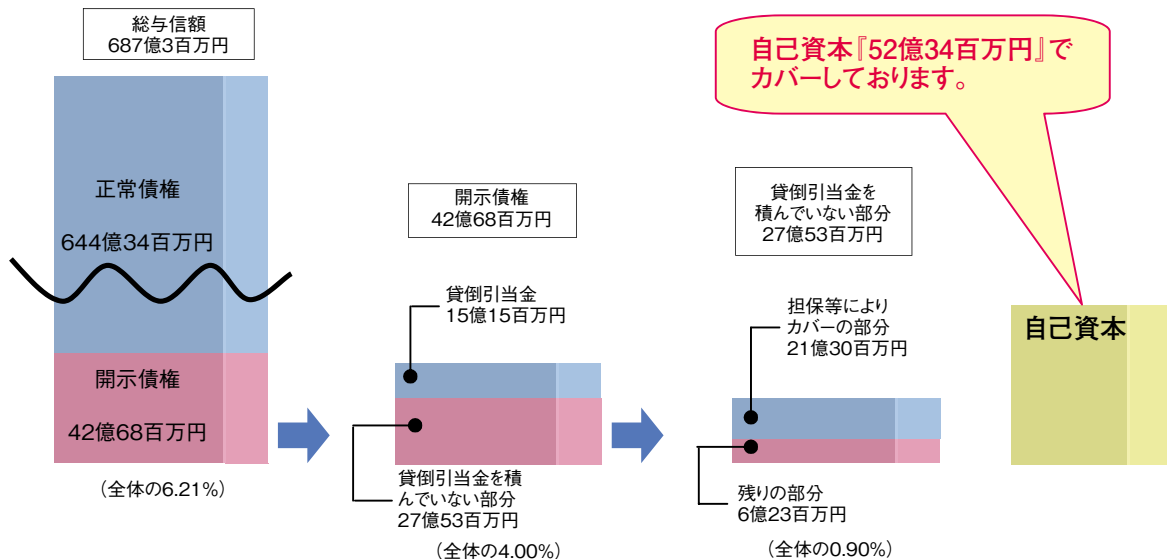 総与信額
687億3百万円
正常債権
644億34百万円
開示債権
42億68百万円
(全体の6.21%)
開示債権
42億68百万円
貸倒引当金
15億15百万円
貸倒引当金を積
んでいない部分
27億53百万円
(全体の4.00%)
貸倒引当金を
積んでいない部分
27億53百万円
担保等により
カバーの部分
21億30百万円
残りの部分
6億23百万円
(全体の0.90%)
自己資本『52億34百万円』で
カバーしております。
自己資本